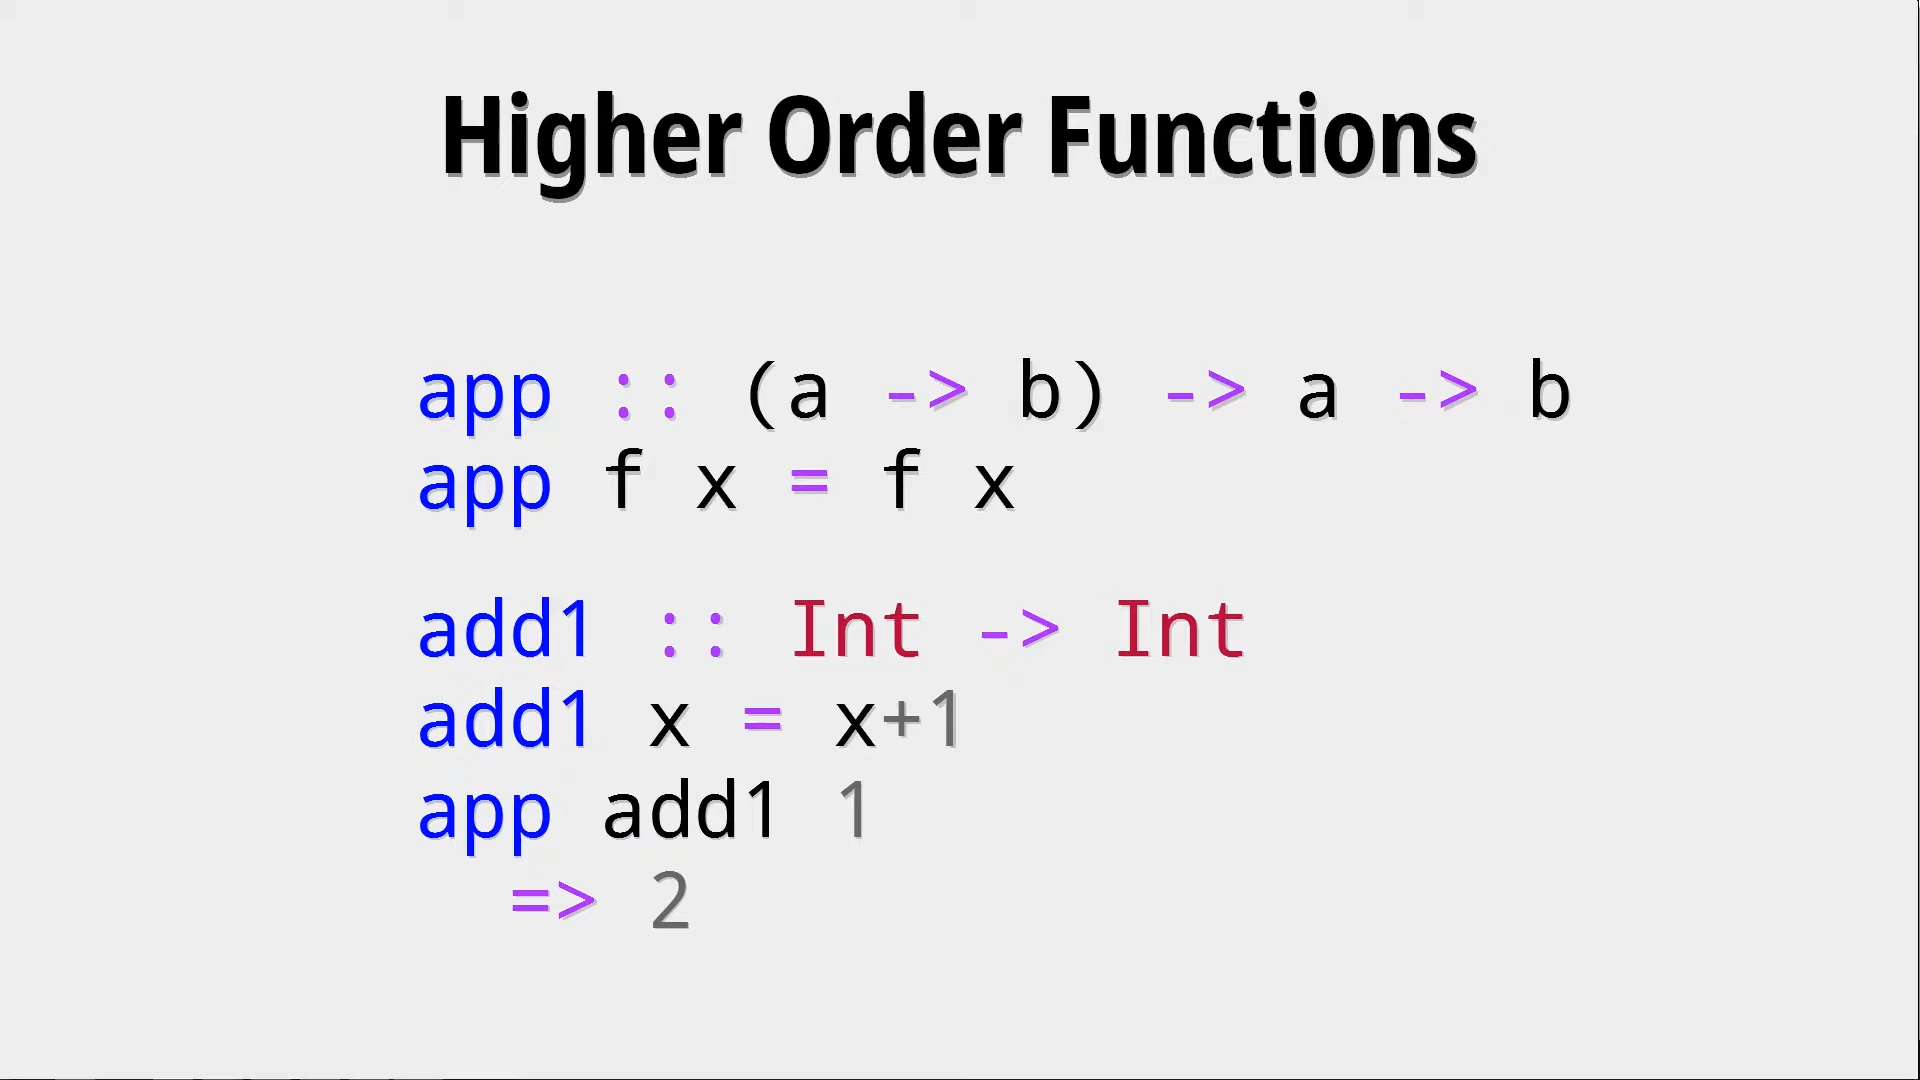 Higher Order Functions
app :: (a -> b) -> a -> b
app f x = f x
add1 :: Int -> Int
add1 x = x+1
app add1 1
=> 2